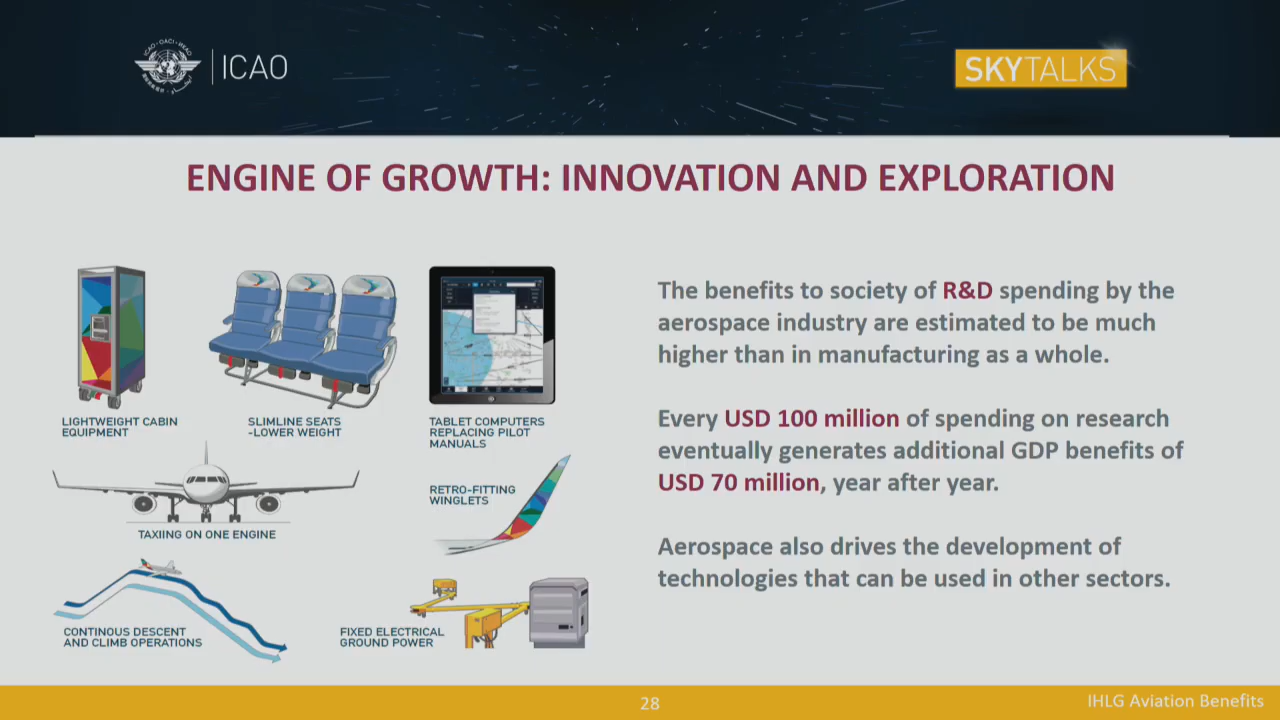 ICAO
SKYTALKS
ENGINE OF GROWTH: INNOVATION AND EXPLORATION
LIGHTWEIGHT CABIN
EQUIPMENT
SLIMLINE SEATS
-LOWER WEIGHT
TABLET COMPUTERS
REPLACING PILOT
MANUALS
TAXIING ON ONE ENGINE
RETRO-FITTING
WINGLETS
CONTINOUS DESCENT
AND CLIMB OPERATIONS
FIXED ELECTRICAL
GROUND POWER
The benefits to society of R&D spending by the
aerospace industry are estimated to be much
higher than in manufacturing as a whole.
Every USD 100 million of spending on research
eventually generates additional GDP benefits of
USD 70 million, year after year.
Aerospace also drives the development of
technologies that can be used in other sectors.
28
IHLG Aviation Benefits